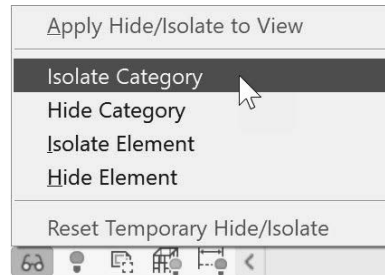 Apply Hide/Isolate to View
Isolate Category
Hide Category
Isolate Element
Hide Element
Reset Temporary Hide/Isolate